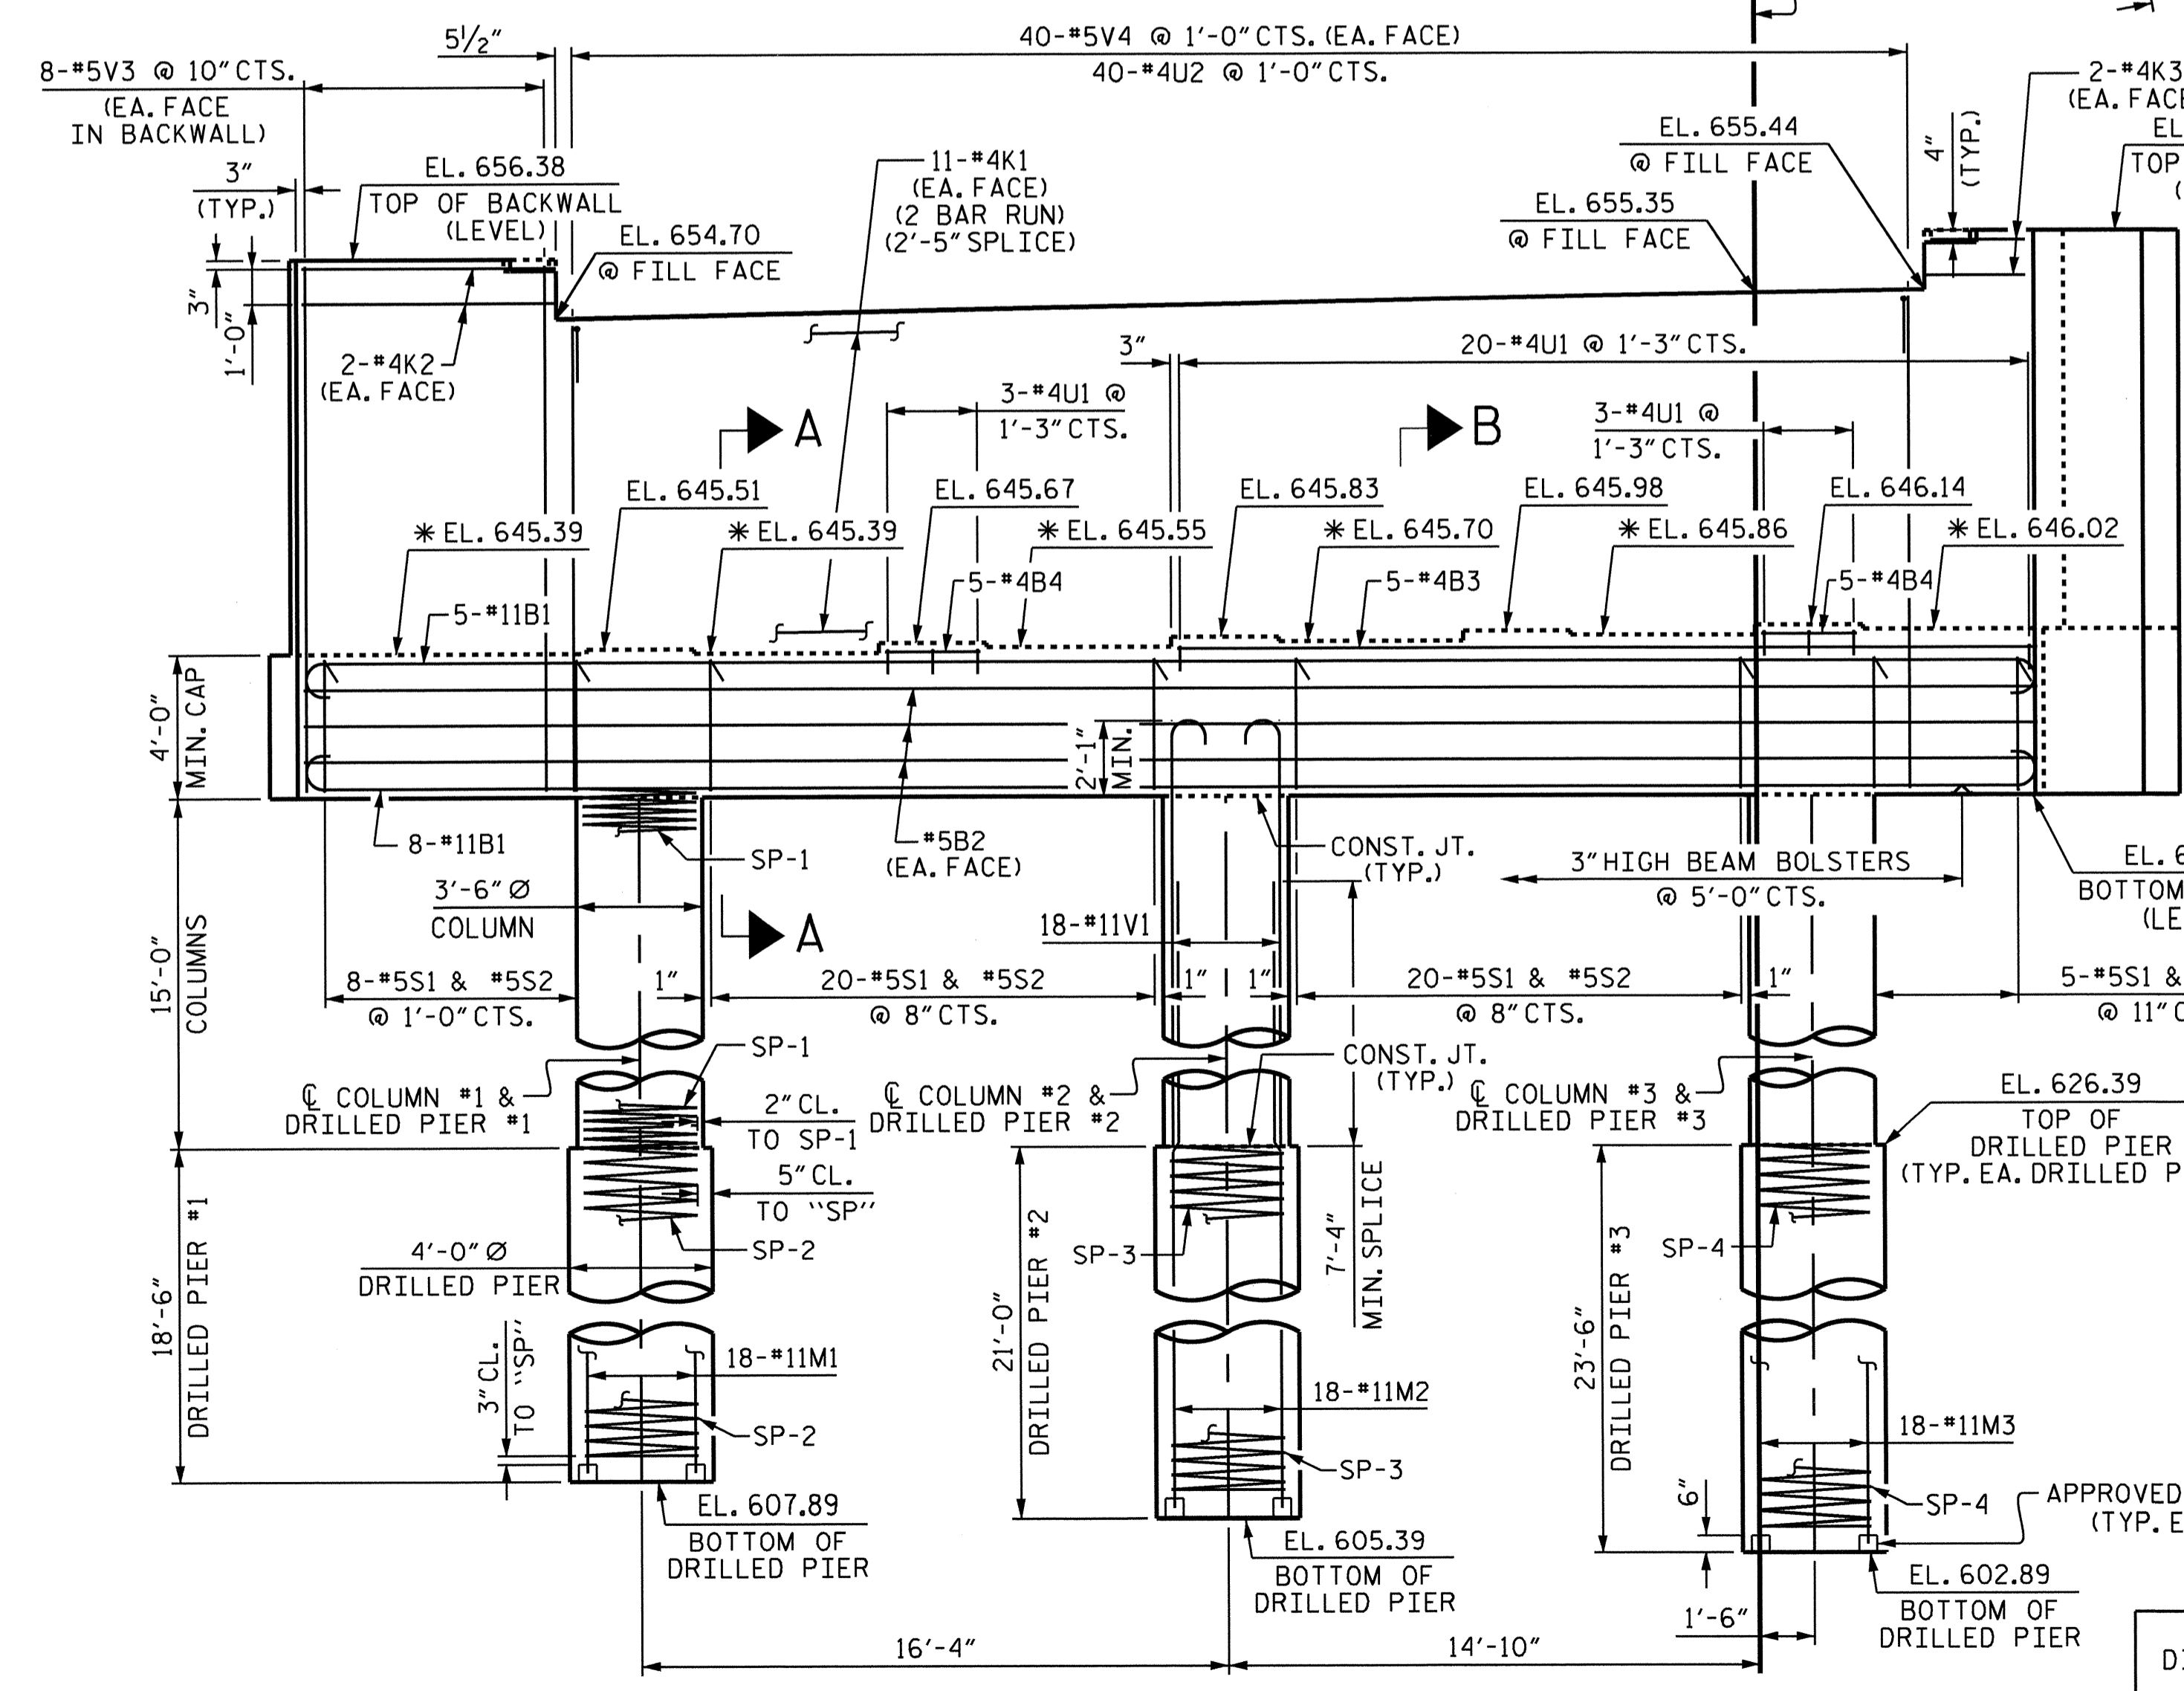 5½"
40-#5V4 @ 1'-0" CTS. (EA. FACE)
40-#4U2 @ 1'-0" CTS.
8-#5V3 @ 10" CTS.
(EA. FACE
IN BACKWALL)
2-#4K3
(EA. FACE
3"
(TYP.)
EL. 656.38
TOP OF BACKWALL
(LEVEL)
11-#4K1
(EA. FACE)
(2 BAR RUN)
(2'-5" SPLICE)
EL. 655.44
@ FILL FACE
4"
(TYP.)
EL
TOP
EL. 654.70
@ FILL FACE
EL. 655.35
@ FILL FACE
3"
1'-0"
2-#4K2
(EA. FACE)
3"
20-#4U1 @ 1'-3" CTS.
3-#4U1 @
1'-3" CTS.
3-#4U1 @
1'-3" CTS.
A
B
EL. 645.51
EL. 645.67
EL. 645.83
EL. 645.98
EL. 646.14
* EL. 645.39
* EL. 645.39
* EL. 645.55
* EL. 645.70
* EL. 645.86
* EL. 646.02
5-#11B1
5-#4B4
5-#4B3
5-#4B4
4'-0"
MIN. CAP
2'-1"
MIN.
8-#11B1
SP-1
#5B2
(EA. FACE)
CONST. JT.
(TYP.)
3" HIGH BEAM BOLSTERS
@ 5'-0" CTS.
EL. 6
BOTTOM
(LE
3'-6" Ø
COLUMN
A
18-#11V1
15'-0"
COLUMNS
8-#5S1 & #5S2
@ 1'-0" CTS.
1"
20-#5S1 & #5S2
@ 8" CTS.
1"
1"
20-#5S1 & #5S2
@ 8" CTS.
1"
5-#5S1 &
@ 11" C
SP-1
CONST. JT.
(TYP.)
℄ COLUMN #1 &
DRILLED PIER #1
2" CL.
TO SP-1
℄ COLUMN #2 &
DRILLED PIER #2
℄ COLUMN #3 &
DRILLED PIER #3
EL. 626.39
TOP OF
DRILLED PIER
(TYP. EA. DRILLED P
5" CL.
TO "SP"
SP-2
SP-3
SP-4
4'-0" Ø
DRILLED PIER
18'-6"
DRILLED PIER #1
21'-0"
DRILLED PIER #2
7'-4"
MIN. SPLICE
23'-6"
DRILLED PIER #3
3" CL.
TO "SP"
18-#11M1
SP-2
18-#11M2
SP-3
18-#11M3
SP-4
6"
APPROVED
(TYP. E
EL. 607.89
BOTTOM OF
DRILLED PIER
EL. 605.39
BOTTOM OF
DRILLED PIER
EL. 602.89
BOTTOM OF
DRILLED PIER
16'-4"
14'-10"
1'-6"